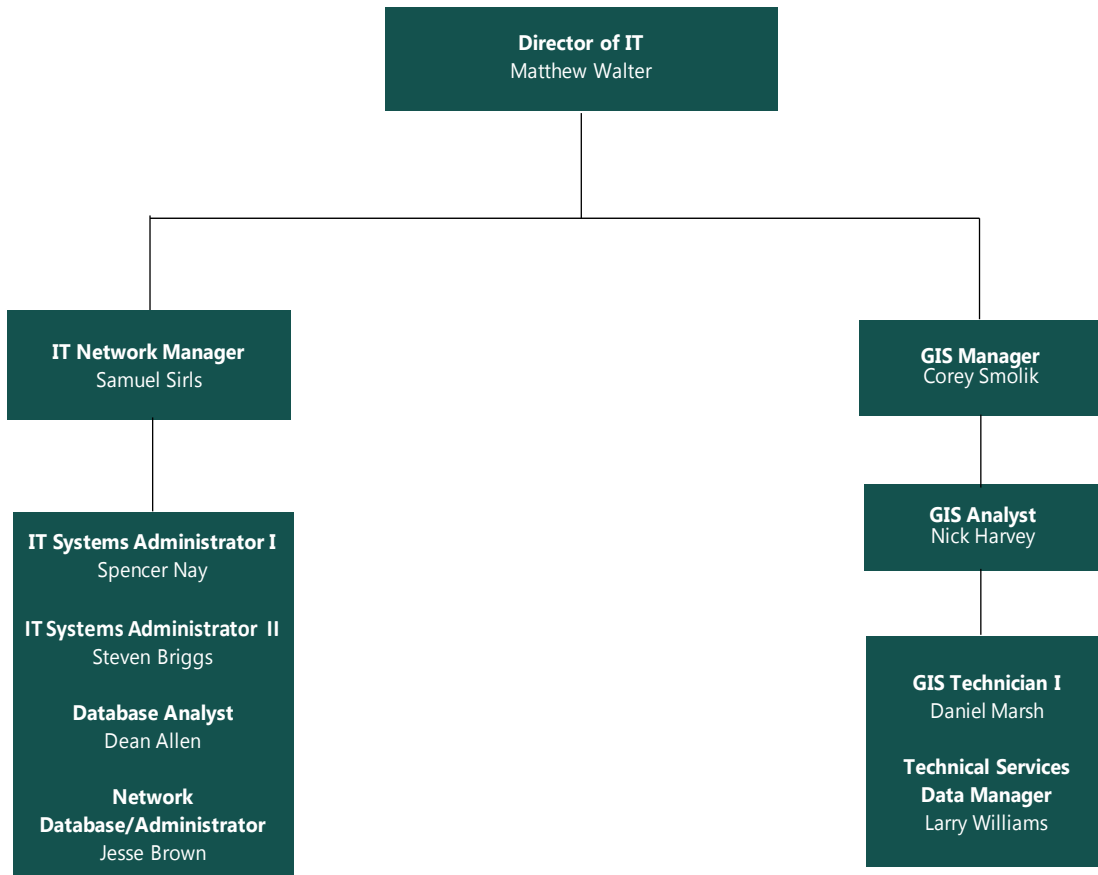 Director of IT
Matthew Walter
IT Network Manager
Samuel Sirls
GIS Manager
Corey Smolik
IT Systems Administrator I
Spencer Nay
IT Systems Administrator II
Steven Briggs
Database Analyst
Dean Allen
Network
Database/Administrator
Jesse Brown
GIS Analyst
Nick Harvey
GIS Technician I
Daniel Marsh
Technical Services
Data Manager
Larry Williams